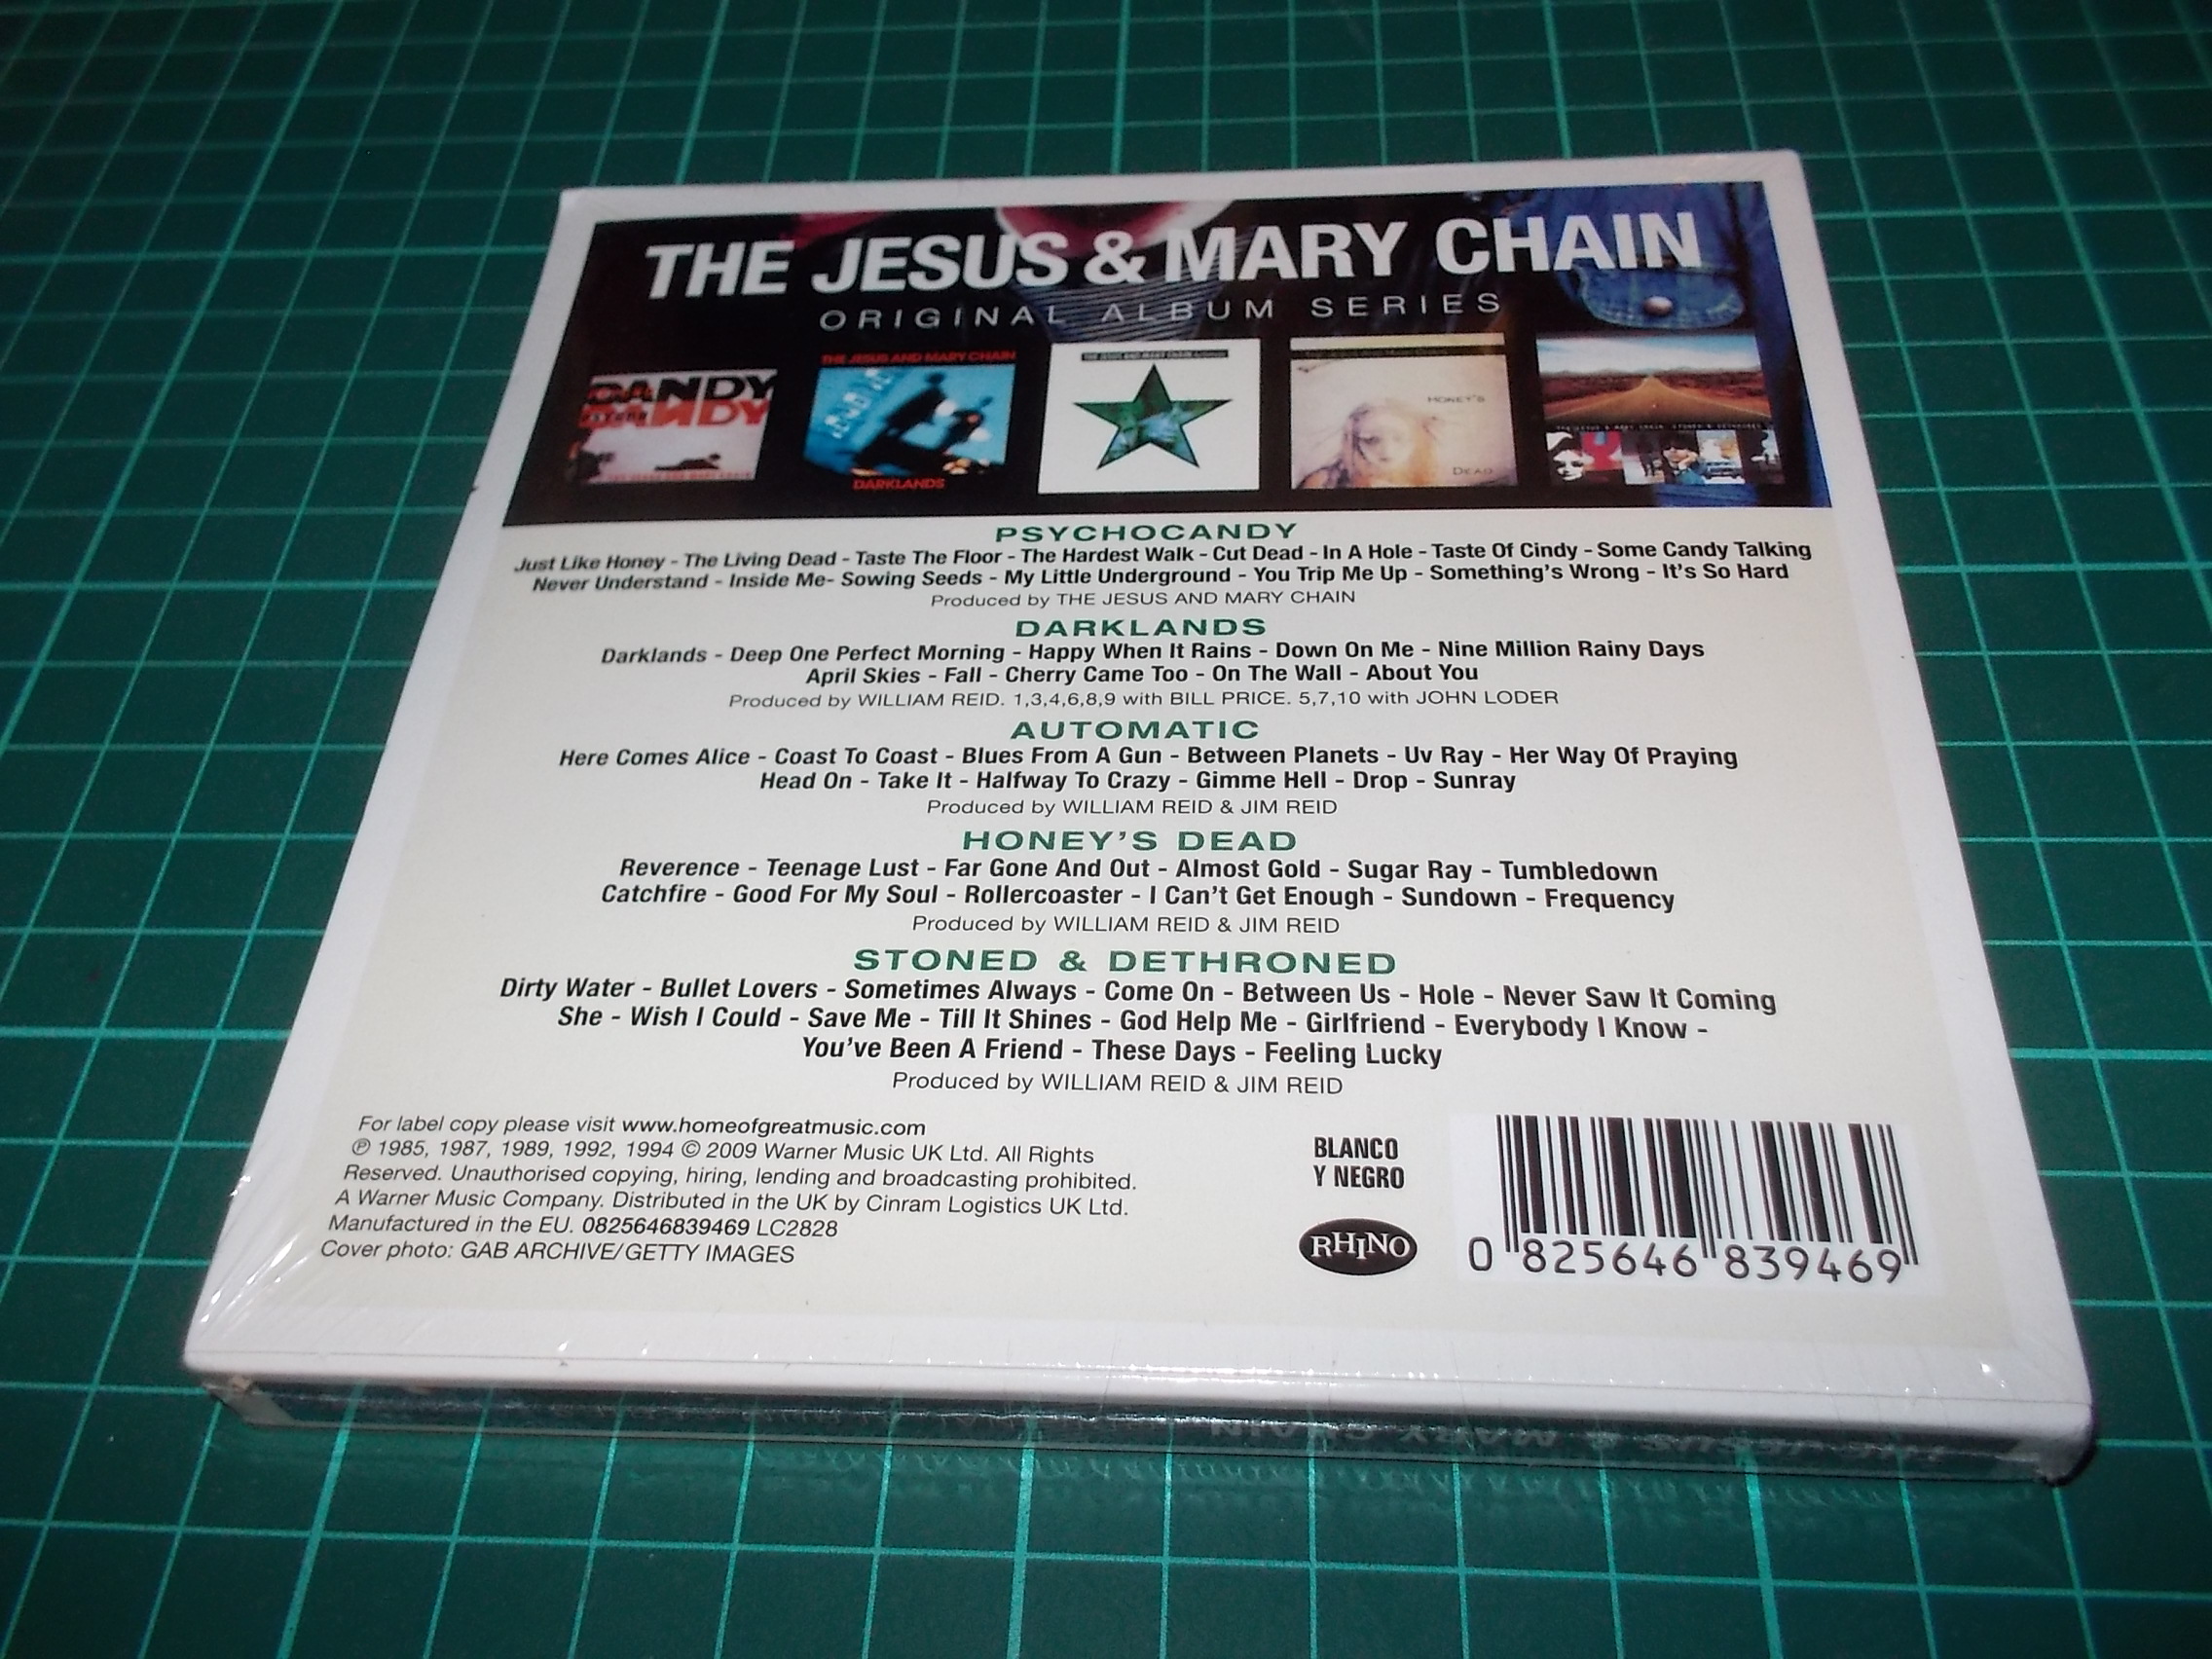 THE JESUS & MARY CHAIN
ORIGINAL ALBUM SERIES
CANDY
THE JESUS AND MARY CHAIN
DARKLANDS
HONEY'S
DEAD
PSYCHOCANDY
Just Like Honey - The Living Dead - Taste The Floor - The Hardest Walk - Cut Dead - In A Hole - Taste Of Cindy - Some Candy Talking
Never Understand - Inside Me- Sowing Seeds - My Little Underground - You Trip Me Up - Something's Wrong - It's So Hard
Produced by THE JESUS AND MARY CHAIN
DARKLANDS
Darklands - Deep One Perfect Morning - Happy When It Rains - Down On Me - Nine Million Rainy Days
April Skies - Fall - Cherry Came Too - On The Wall - About You
Produced by WILLIAM REID. 1,3,4,6,8,9 with BILL PRICE. 5,7,10 with JOHN LODER
AUTOMATIC
Here Comes Alice - Coast To Coast - Blues From A Gun - Between Planets - Uv Ray - Her Way Of Praying
Head On - Take It - Halfway To Crazy - Gimme Hell - Drop - Sunray
Produced by WILLIAM REID & JIM REID
HONEY'S DEAD
Reverence - Teenage Lust - Far Gone And Out - Almost Gold - Sugar Ray - Tumbledown
Catchfire - Good For My Soul - Rollercoaster - I Can't Get Enough - Sundown - Frequency
Produced by WILLIAM REID & JIM REID
STONED & DETHRONED
Dirty Water - Bullet Lovers - Sometimes Always - Come On - Between Us - Hole - Never Saw It Coming
She - Wish I Could - Save Me - Till It Shines - God Help Me - Girlfriend - Everybody I Know -
You've Been A Friend - These Days - Feeling Lucky
Produced by WILLIAM REID & JIM REID
For label copy please visit www.homeofgreatmusic.com
℗ 1985, 1987, 1989, 1992, 1994 © 2009 Warner Music UK Ltd. All Rights
Reserved. Unauthorised copying, hiring, lending and broadcasting prohibited.
A Warner Music Company. Distributed in the UK by Cinram Logistics UK Ltd.
Manufactured in the EU. 0825646839469 LC2828
Cover photo: GAB ARCHIVE/GETTY IMAGES
BLANCO
Y NEGRO
RHINO
0 825646 839469
THE JESUS & MARY CHAIN